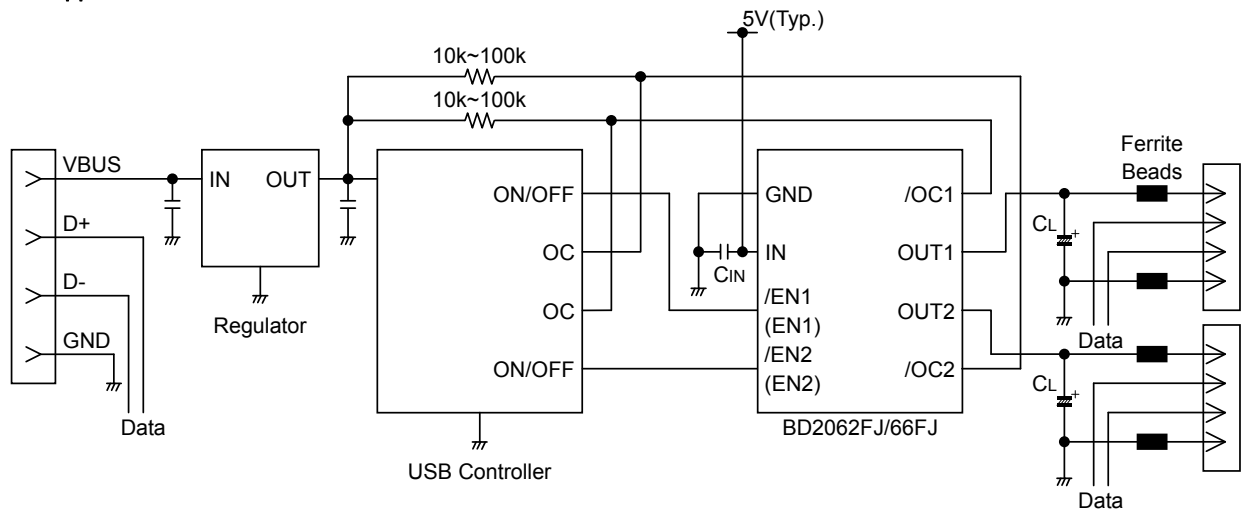 5V(Typ.)
10k~100k
10k~100k
Ferrite
Beads
VBUS
IN
OUT
ON/OFF
GND
/OC1
D+
OC
IN
OUT1
CL
+
CIN
D-
Regulator
OC
/EN1
(EN1)
OUT2
Data
GND
ON/OFF
/EN2
(EN2)
/OC2
CL
+
Data
BD2062FJ/66FJ
USB Controller
Data